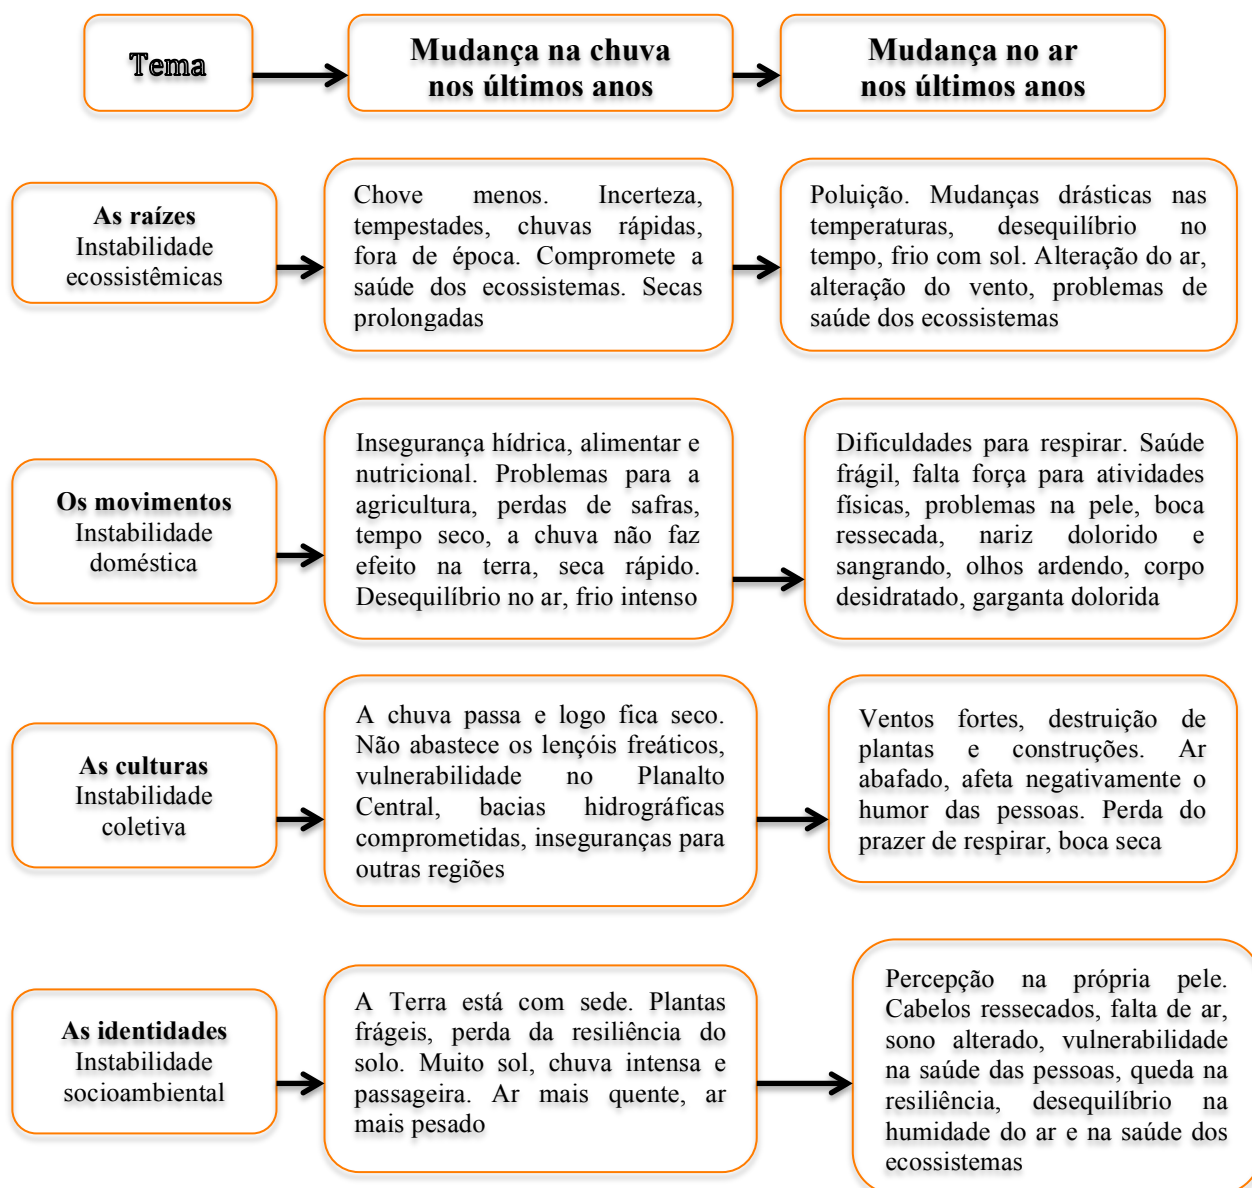 Tema
Mudança na chuva
nos últimos anos
Mudança no ar
nos últimos anos
As raízes
Instabilidade
ecossistêmicas
Chove menos. Incerteza,
tempestades, chuvas rápidas,
fora de época. Compromete a
saúde dos ecossistemas. Secas
prolongadas
Poluição. Mudanças drásticas nas
temperaturas, desequilíbrio no
tempo, frio com sol. Alteração do ar,
alteração do vento, problemas de
saúde dos ecossistemas
Os movimentos
Instabilidade
doméstica
Insegurança hídrica, alimentar e
nutricional. Problemas para a
agricultura, perdas de safras,
tempo seco, a chuva não faz
efeito na terra, seca rápido.
Desequilíbrio no ar, frio intenso
Dificuldades para respirar. Saúde
frágil, falta força para atividades
físicas, problemas na pele, boca
ressecada, nariz dolorido e
sangrando, olhos ardendo, corpo
desidratado, garganta dolorida
As culturas
Instabilidade
coletiva
A chuva passa e logo fica seco.
Não abastece os lençóis freáticos,
vulnerabilidade no Planalto
Central, bacias hidrográficas
comprometidas, inseguranças para
outras regiões
Ventos fortes, destruição de
plantas e construções. Ar
abafado, afeta negativamente o
humor das pessoas. Perda do
prazer de respirar, boca seca
As identidades
Instabilidade
socioambiental
A Terra está com sede. Plantas
frágeis, perda da resiliência do
solo. Muito sol, chuva intensa e
passageira. Ar mais quente, ar
mais pesado
Percepção na própria pele.
Cabelos ressecados, falta de ar,
sono alterado, vulnerabilidade
na saúde das pessoas, queda na
resiliência, desequilíbrio na
humidade do ar e na saúde dos
ecossistemas